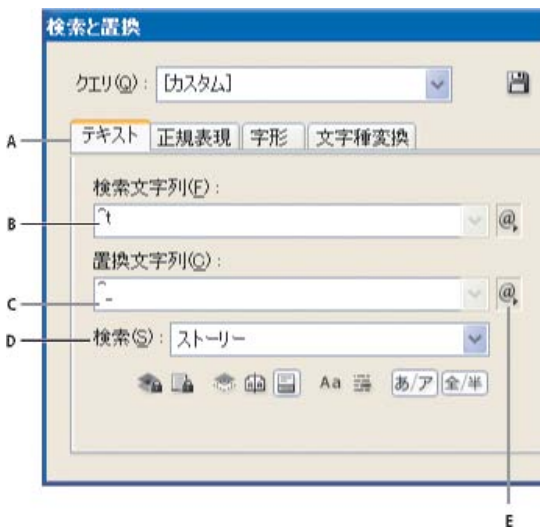 検索と置換
クエリ(Q): [カスタム]
A テキスト 正規表現 字形 文字種変換
検索文字列(F):
B ^t @
置換文字列(C):
C ^_ @
D 検索(S): ストーリー
Aa あ/ア 全/半
E